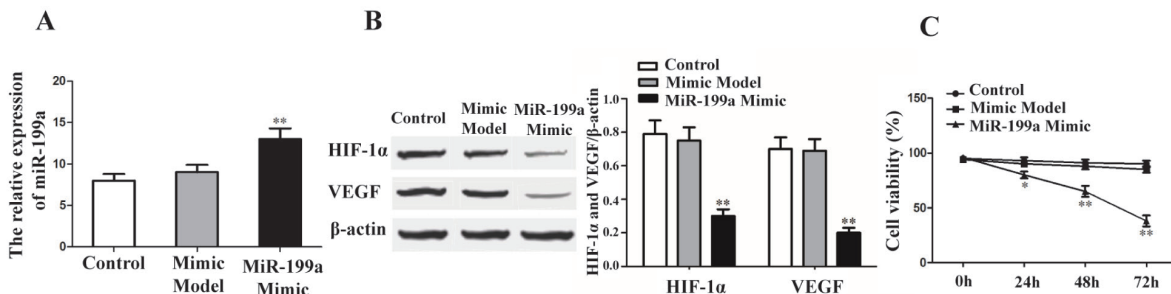 A
The relative expression
of miR-199a
20
15
10
5
0
**
Control
Mimic
Model
MiR-199a
Mimic
B
Control
Mimic
Model
MiR-199a
Mimic
HIF-1α
VEGF
β-actin
Control
Mimic Model
MiR-199a Mimic
HIF-1α and VEGF/β-actin
1.0
0.8
0.6
0.4
0.2
0.0
**
**
HIF-1α
VEGF
C
Control
Mimic Model
MiR-199a Mimic
Cell viability (%)
150
100
50
0
*
**
**
0h
24h
48h
72h